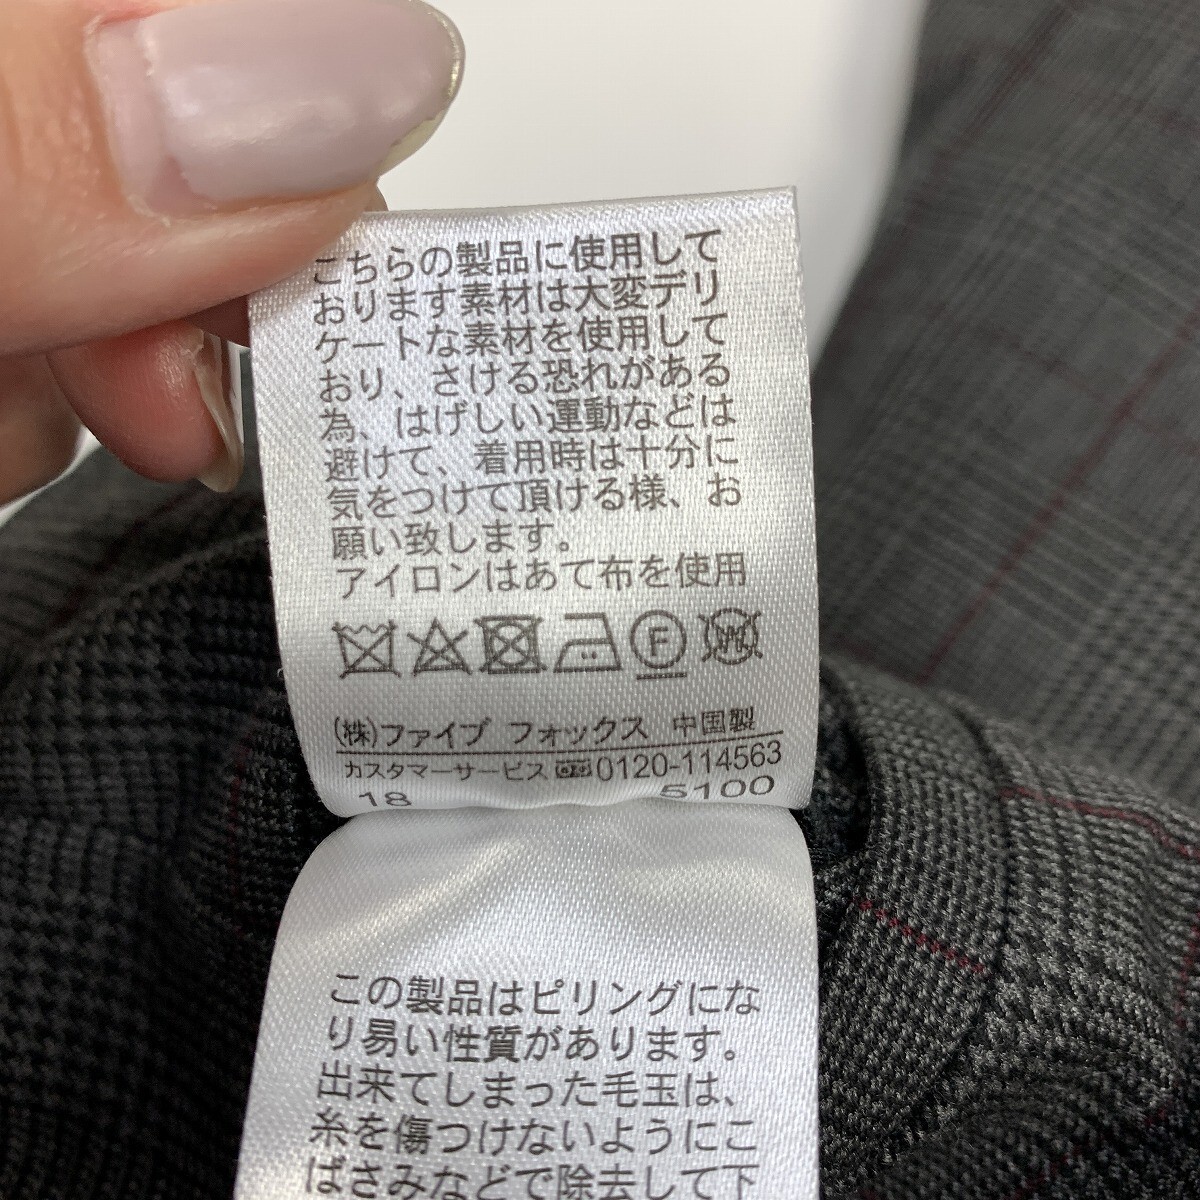 こちらの製品に使用して
おります素材は大変デリ
ケートな素材を使用して
おり、さける恐れがある
為、はげしい運動などは
避けて、着用時は十分に
気をつけて頂ける様、お
願い致します。
アイロンはあて布を使用
F W
(株)ファイブ フォックス 中国製
カスタマーサービス 0120-114563
18 5100
この製品はピリングにな
り易い性質があります。
出来てしまった毛玉は、
糸を傷つけないようにこ
ばさみなどで除去して下